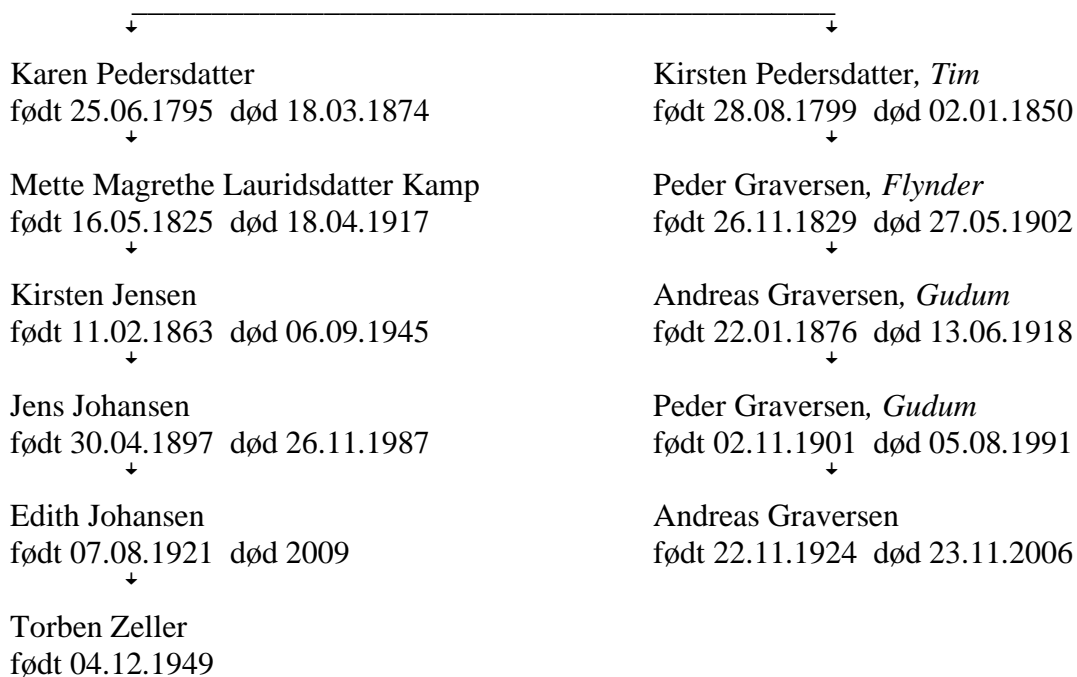 Karen Pedersdatter
født 25.06.1795 død 18.03.1874
Mette Magrethe Lauridsdatter Kamp
født 16.05.1825 død 18.04.1917
Kirsten Jensen
født 11.02.1863 død 06.09.1945
Jens Johansen
født 30.04.1897 død 26.11.1987
Edith Johansen
født 07.08.1921 død 2009
Torben Zeller
født 04.12.1949
Kirsten Pedersdatter, Tim
født 28.08.1799 død 02.01.1850
Peder Graversen, Flynder
født 26.11.1829 død 27.05.1902
Andreas Graversen, Gudum
født 22.01.1876 død 13.06.1918
Peder Graversen, Gudum
født 02.11.1901 død 05.08.1991
Andreas Graversen
født 22.11.1924 død 23.11.2006